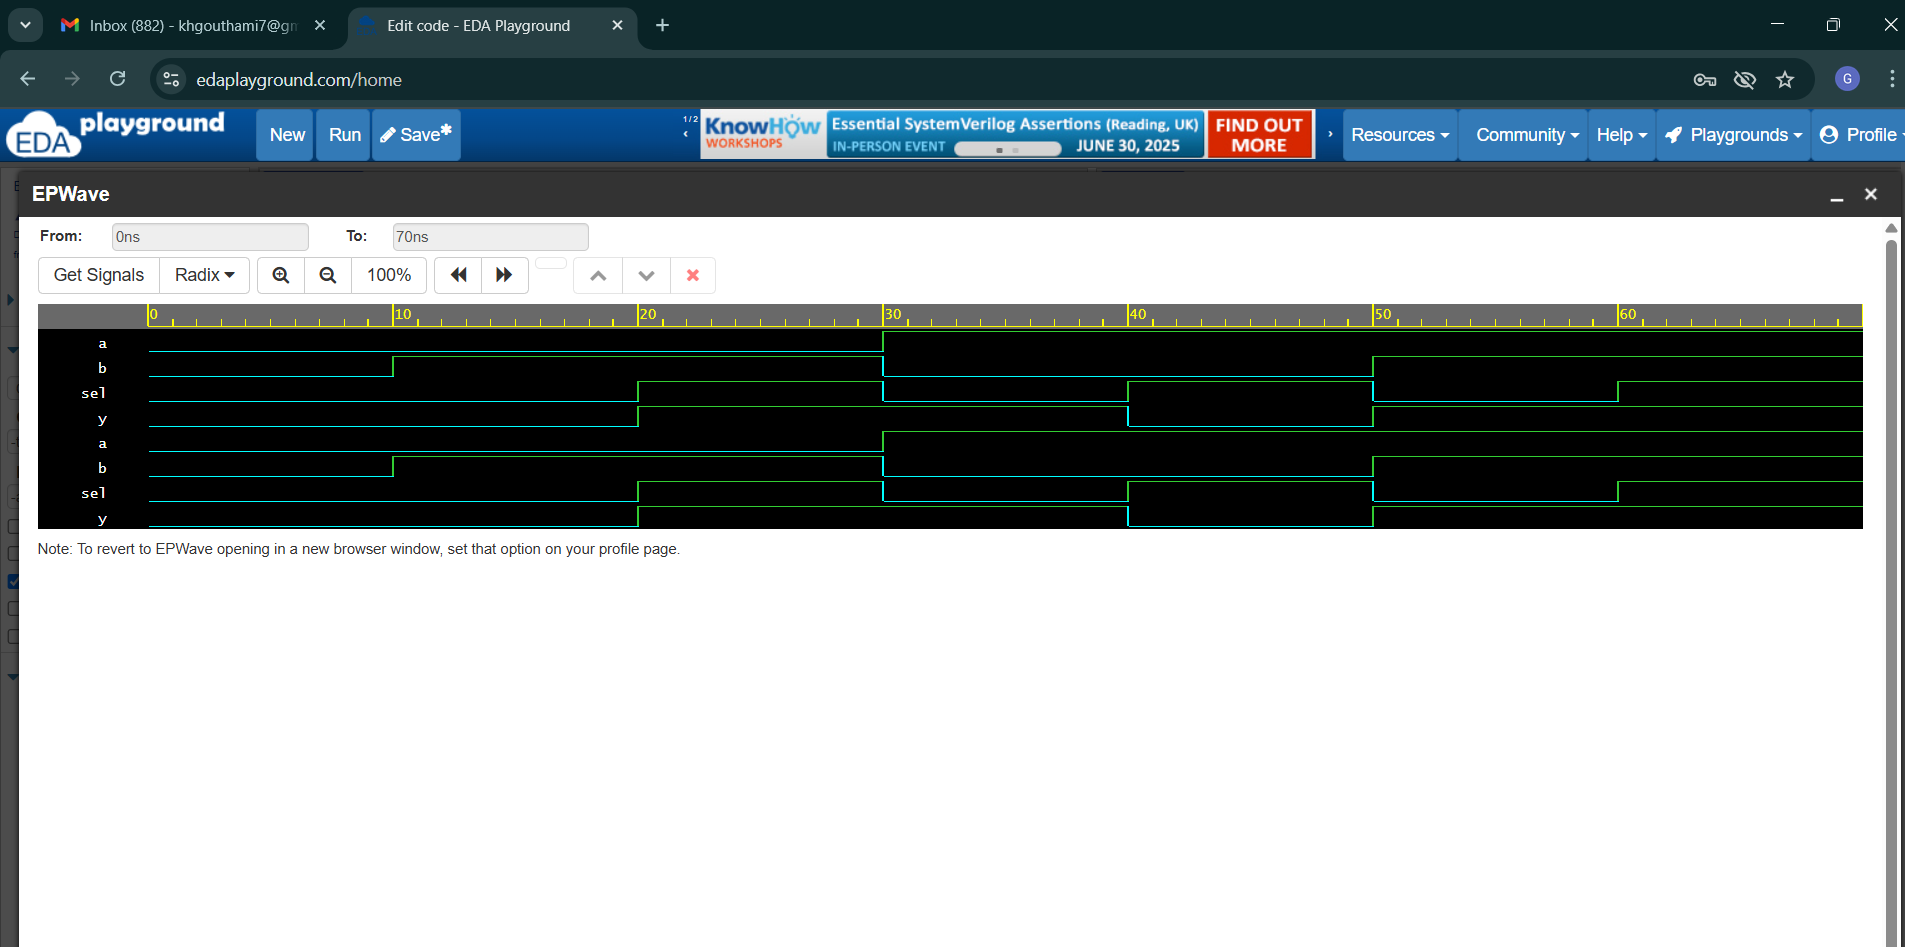 Inbox (882) - khgouthami7@gm
Edit code - EDA Playground
edaplayground.com/home
G
EDA playground
New
Run
Save*
1/2
KnowHow
WORKSHOPS
Essential SystemVerilog Assertions (Reading, UK)
IN-PERSON EVENT
JUNE 30, 2025
FIND OUT
MORE
Resources
Community
Help
Playgrounds
Profile
EPWave
From:
0ns
To:
70ns
Get Signals
Radix
100%
0 10 20 30 40 50 60
a
b
sel
y
a
b
sel
y
Note: To revert to EPWave opening in a new browser window, set that option on your profile page.